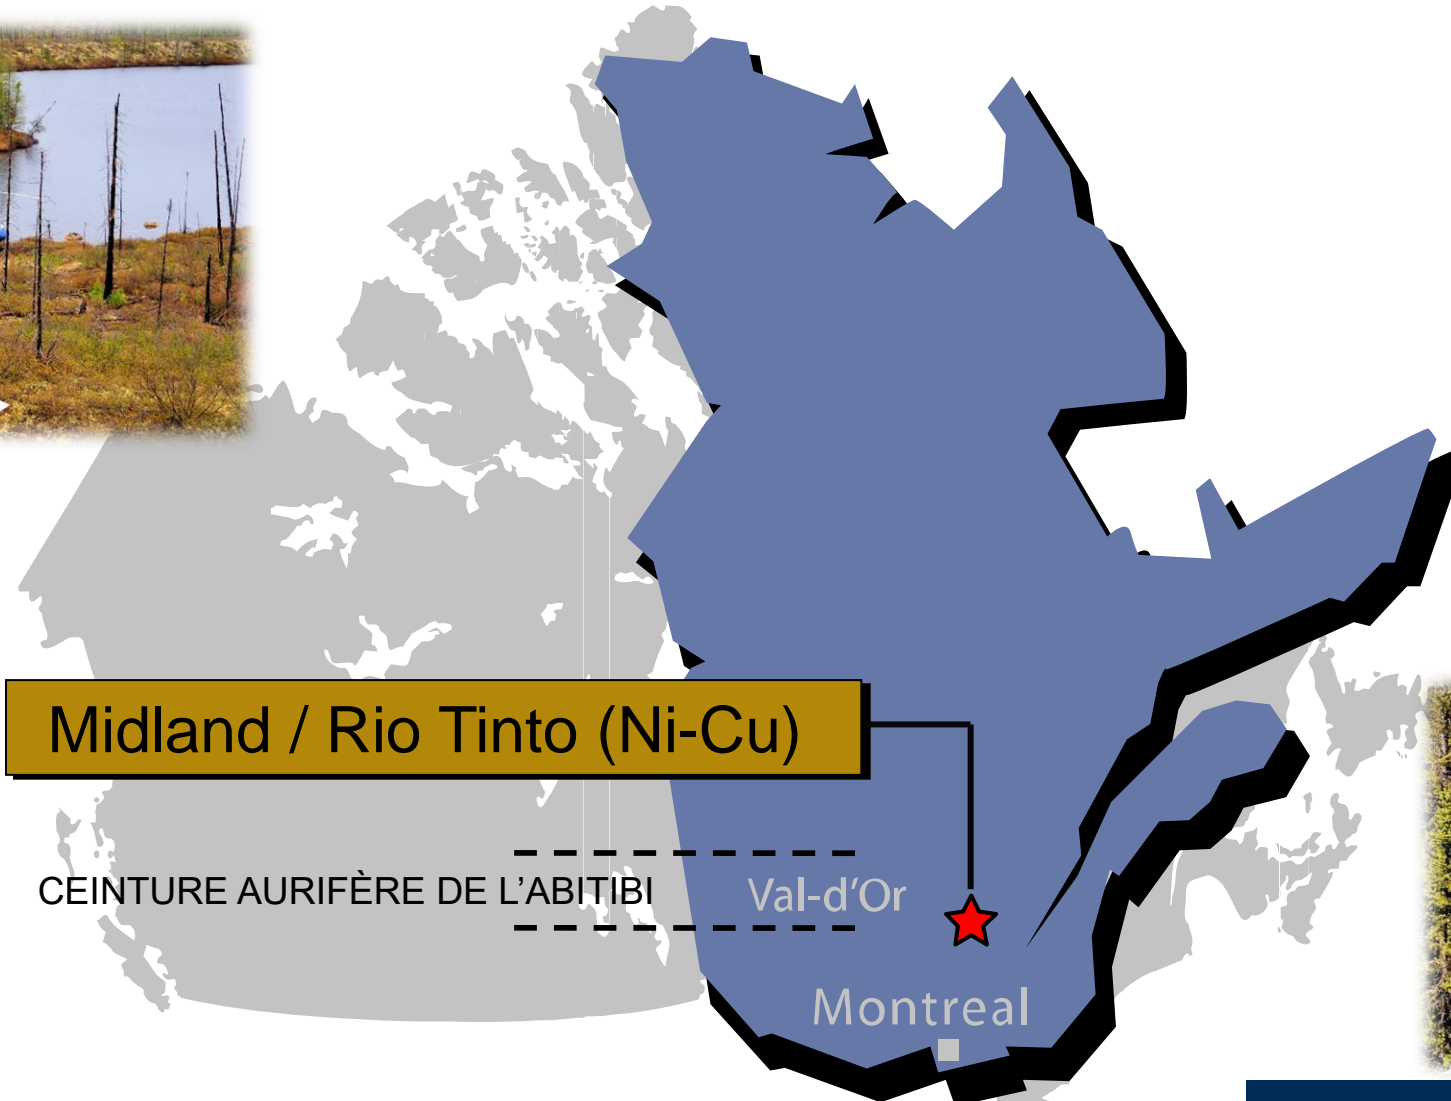 Midland / Rio Tinto (Ni-Cu)
CEINTURE AURIFÈRE DE L'ABITIBI
Val-d'Or
Montreal